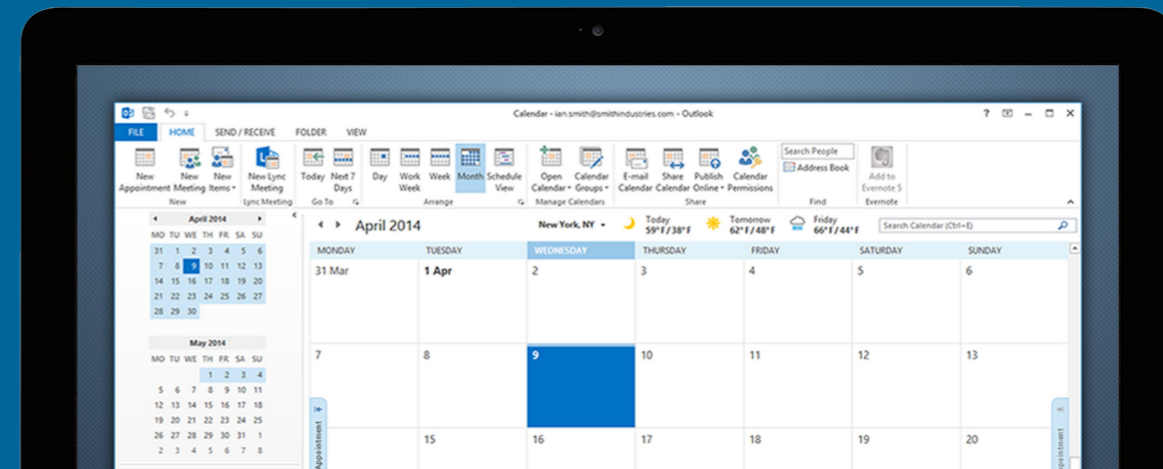 Calendar - ian.smith@smithindustries.com - Outlook
FILE HOME SEND / RECEIVE FOLDER VIEW
New Appointment
New Meeting
New Items
New Lync Meeting
Today
Next 7 Days
Day
Work Week
Week
Month
Schedule View
Open Calendar
Calendar Groups
E-mail Calendar
Share Calendar
Publish Online
Calendar Permissions
Search People
Address Book
Add to Evernote 5
New Lync Meeting Go To Arrange Manage Calendars Share Find Evernote
April 2014
MO TU WE TH FR SA SU
31 1 2 3 4 5 6
7 8 9 10 11 12 13
14 15 16 17 18 19 20
21 22 23 24 25 26 27
28 29 30
May 2014
MO TU WE TH FR SA SU
1 2 3 4
5 6 7 8 9 10 11
12 13 14 15 16 17 18
19 20 21 22 23 24 25
26 27 28 29 30 31 1
2 3 4 5 6 7 8
April 2014
New York, NY
Today
59°F/38°F
Tomorrow
62°F/48°F
Friday
66°F/44°F
Search Calendar (Ctrl+E)
MONDAY TUESDAY WEDNESDAY THURSDAY FRIDAY SATURDAY SUNDAY
31 Mar 1 Apr 2 3 4 5 6
7 8 9 10 11 12 13
15 16 17 18 19 20
Appointment